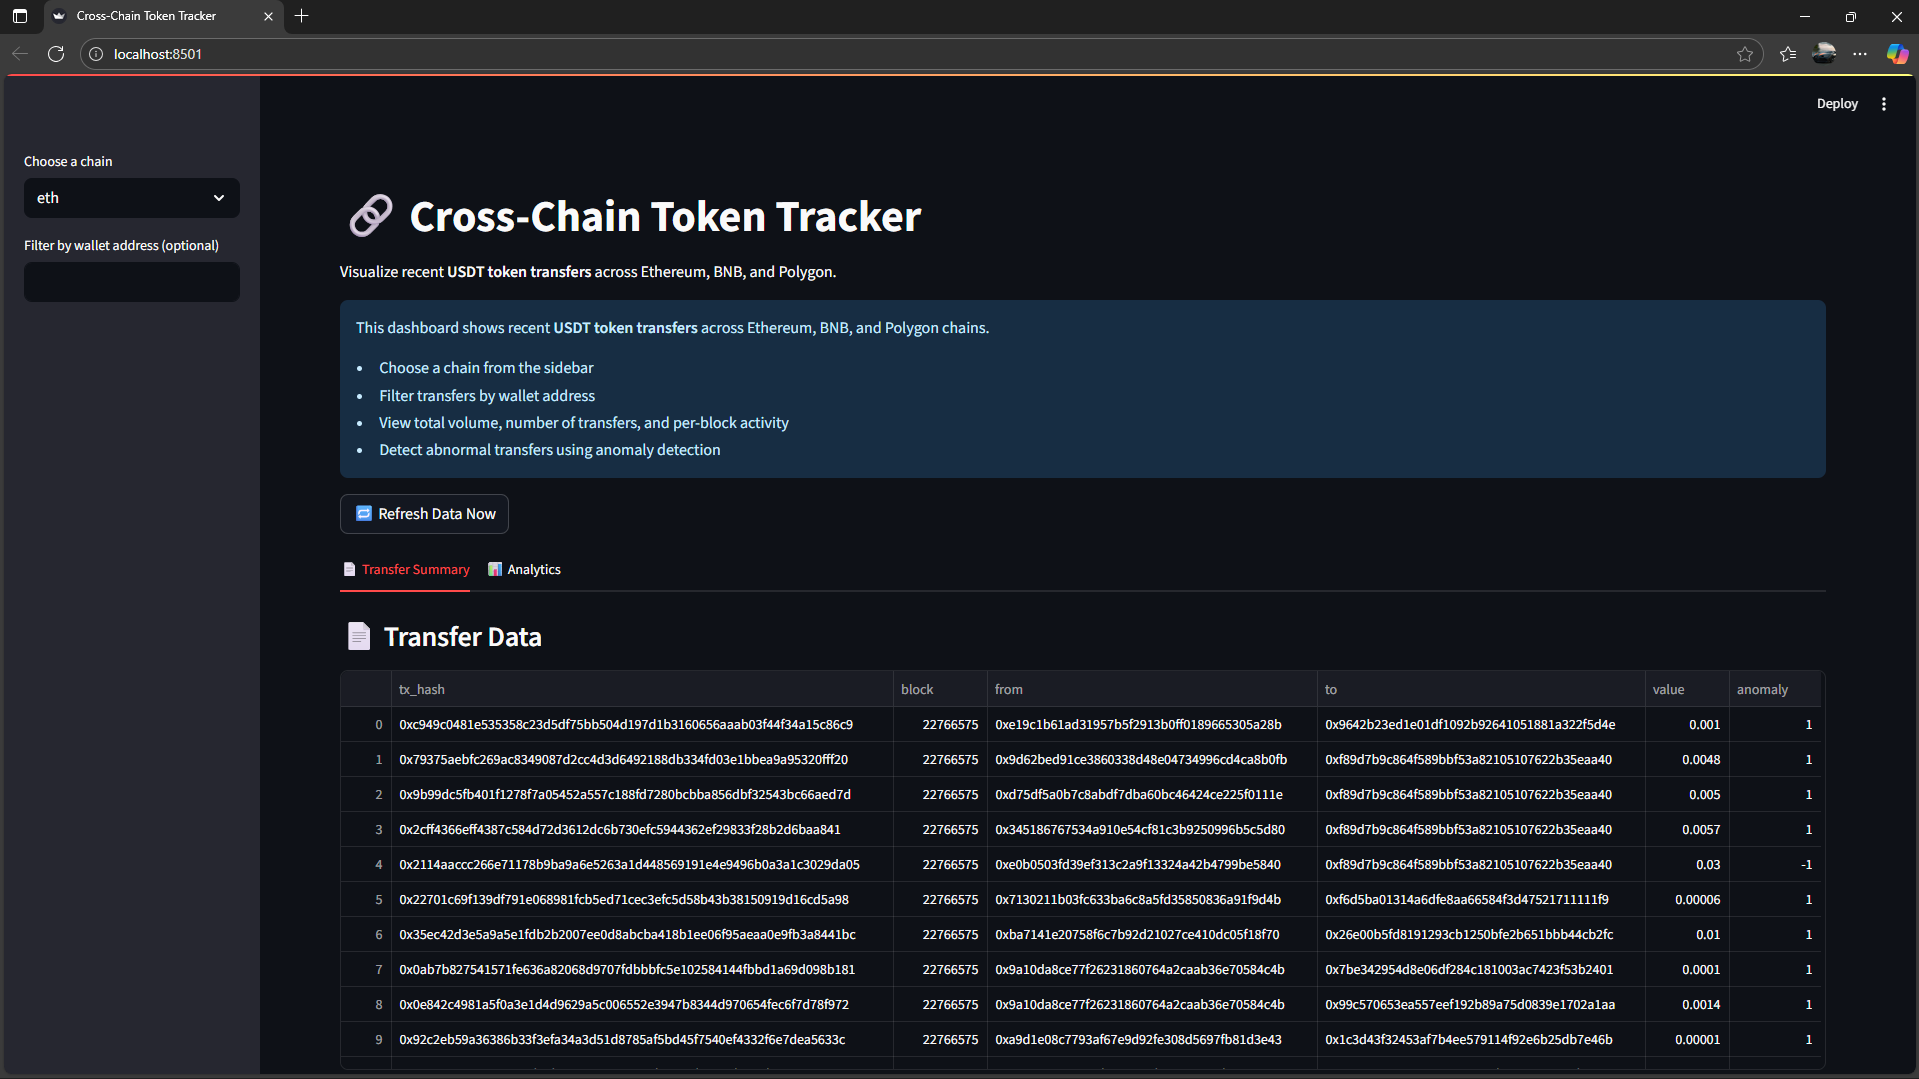 Cross-Chain Token Tracker
localhost:8501
Deploy
Choose a chain
eth
Filter by wallet address (optional)
Cross-Chain Token Tracker
Visualize recent USDT token transfers across Ethereum, BNB, and Polygon.
This dashboard shows recent USDT token transfers across Ethereum, BNB, and Polygon chains.
• Choose a chain from the sidebar
• Filter transfers by wallet address
• View total volume, number of transfers, and per-block activity
• Detect abnormal transfers using anomaly detection
Refresh Data Now
Transfer Summary Analytics
Transfer Data
tx_hash block from to value anomaly
0 0xc949c0481e535358c23d5df75bb504d197d1b3160656aaab03f44f34a15c86c9 22766575 0xe19c1b61ad31957b5f2913b0ff0189665305a28b 0x9642b23ed1e01df1092b92641051881a322f5d4e 0.001 1
1 0x79375aebfc269ac8349087d2cc4d3d6492188db334fd03e1bbea9a95320fff20 22766575 0x9d62bed91ce3860338d48e04734996cd4ca8b0fb 0xf89d7b9c864f589bbf53a82105107622b35eaa40 0.0048 1
2 0x9b99dc5fb401f1278f7a05452a557c188fd7280bcbba856dbf32543bc66aed7d 22766575 0xd75df5a0b7c8abdf7dba60bc46424ce225f0111e 0xf89d7b9c864f589bbf53a82105107622b35eaa40 0.005 1
3 0x2cff4366eff4387c584d72d3612dc6b730efc5944362ef29833f28b2d6baa841 22766575 0x345186767534a910e54cf81c3b9250996b5c5d80 0xf89d7b9c864f589bbf53a82105107622b35eaa40 0.0057 1
4 0x2114aaccc266e71178b9ba9a6e5263a1d448569191e4e9496b0a3a1c3029da05 22766575 0xe0b0503fd39ef313c2a9f13324a42b4799be5840 0xf89d7b9c864f589bbf53a82105107622b35eaa40 0.03 -1
5 0x22701c69f139df791e068981fcb5ed71cec3efc5d58b43b38150919d16cd5a98 22766575 0x7130211b03fc633ba6c8a5fd35850836a91f9d4b 0xf6d5ba01314a6dfe8aa66584f3d47521711111f9 0.00006 1
6 0x35ec42d3e5a9a5e1fdb2b2007ee0d8abcba418b1ee06f95aeaa0e9fb3a8441bc 22766575 0xba7141e20758f6c7b92d21027ce410dc05f18f70 0x26e00b5fd8191293cb1250bfe2b651bbb44cb2fc 0.01 1
7 0x0ab7b827541571fe636a82068d9707fdbbbfc5e102584144fbbd1a69d098b181 22766575 0x9a10da8ce77f26231860764a2caab36e70584c4b 0x7be342954d8e06df284c181003ac7423f53b2401 0.0001 1
8 0x0e842c4981a5f0a3e1d4d9629a5c006552e3947b8344d970654fec6f7d78f972 22766575 0x9a10da8ce77f26231860764a2caab36e70584c4b 0x99c570653ea557eef192b89a75d0839e1702a1aa 0.0014 1
9 0x92c2eb59a36386b33f3efa34a3d51d8785af5bd45f7540ef4332f6e7dea5633c 22766575 0xa9d1e08c7793af67e9d92fe308d5697fb81d3e43 0x1c3d43f32453af7b4ee579114f92e6b25db7e46b 0.00001 1